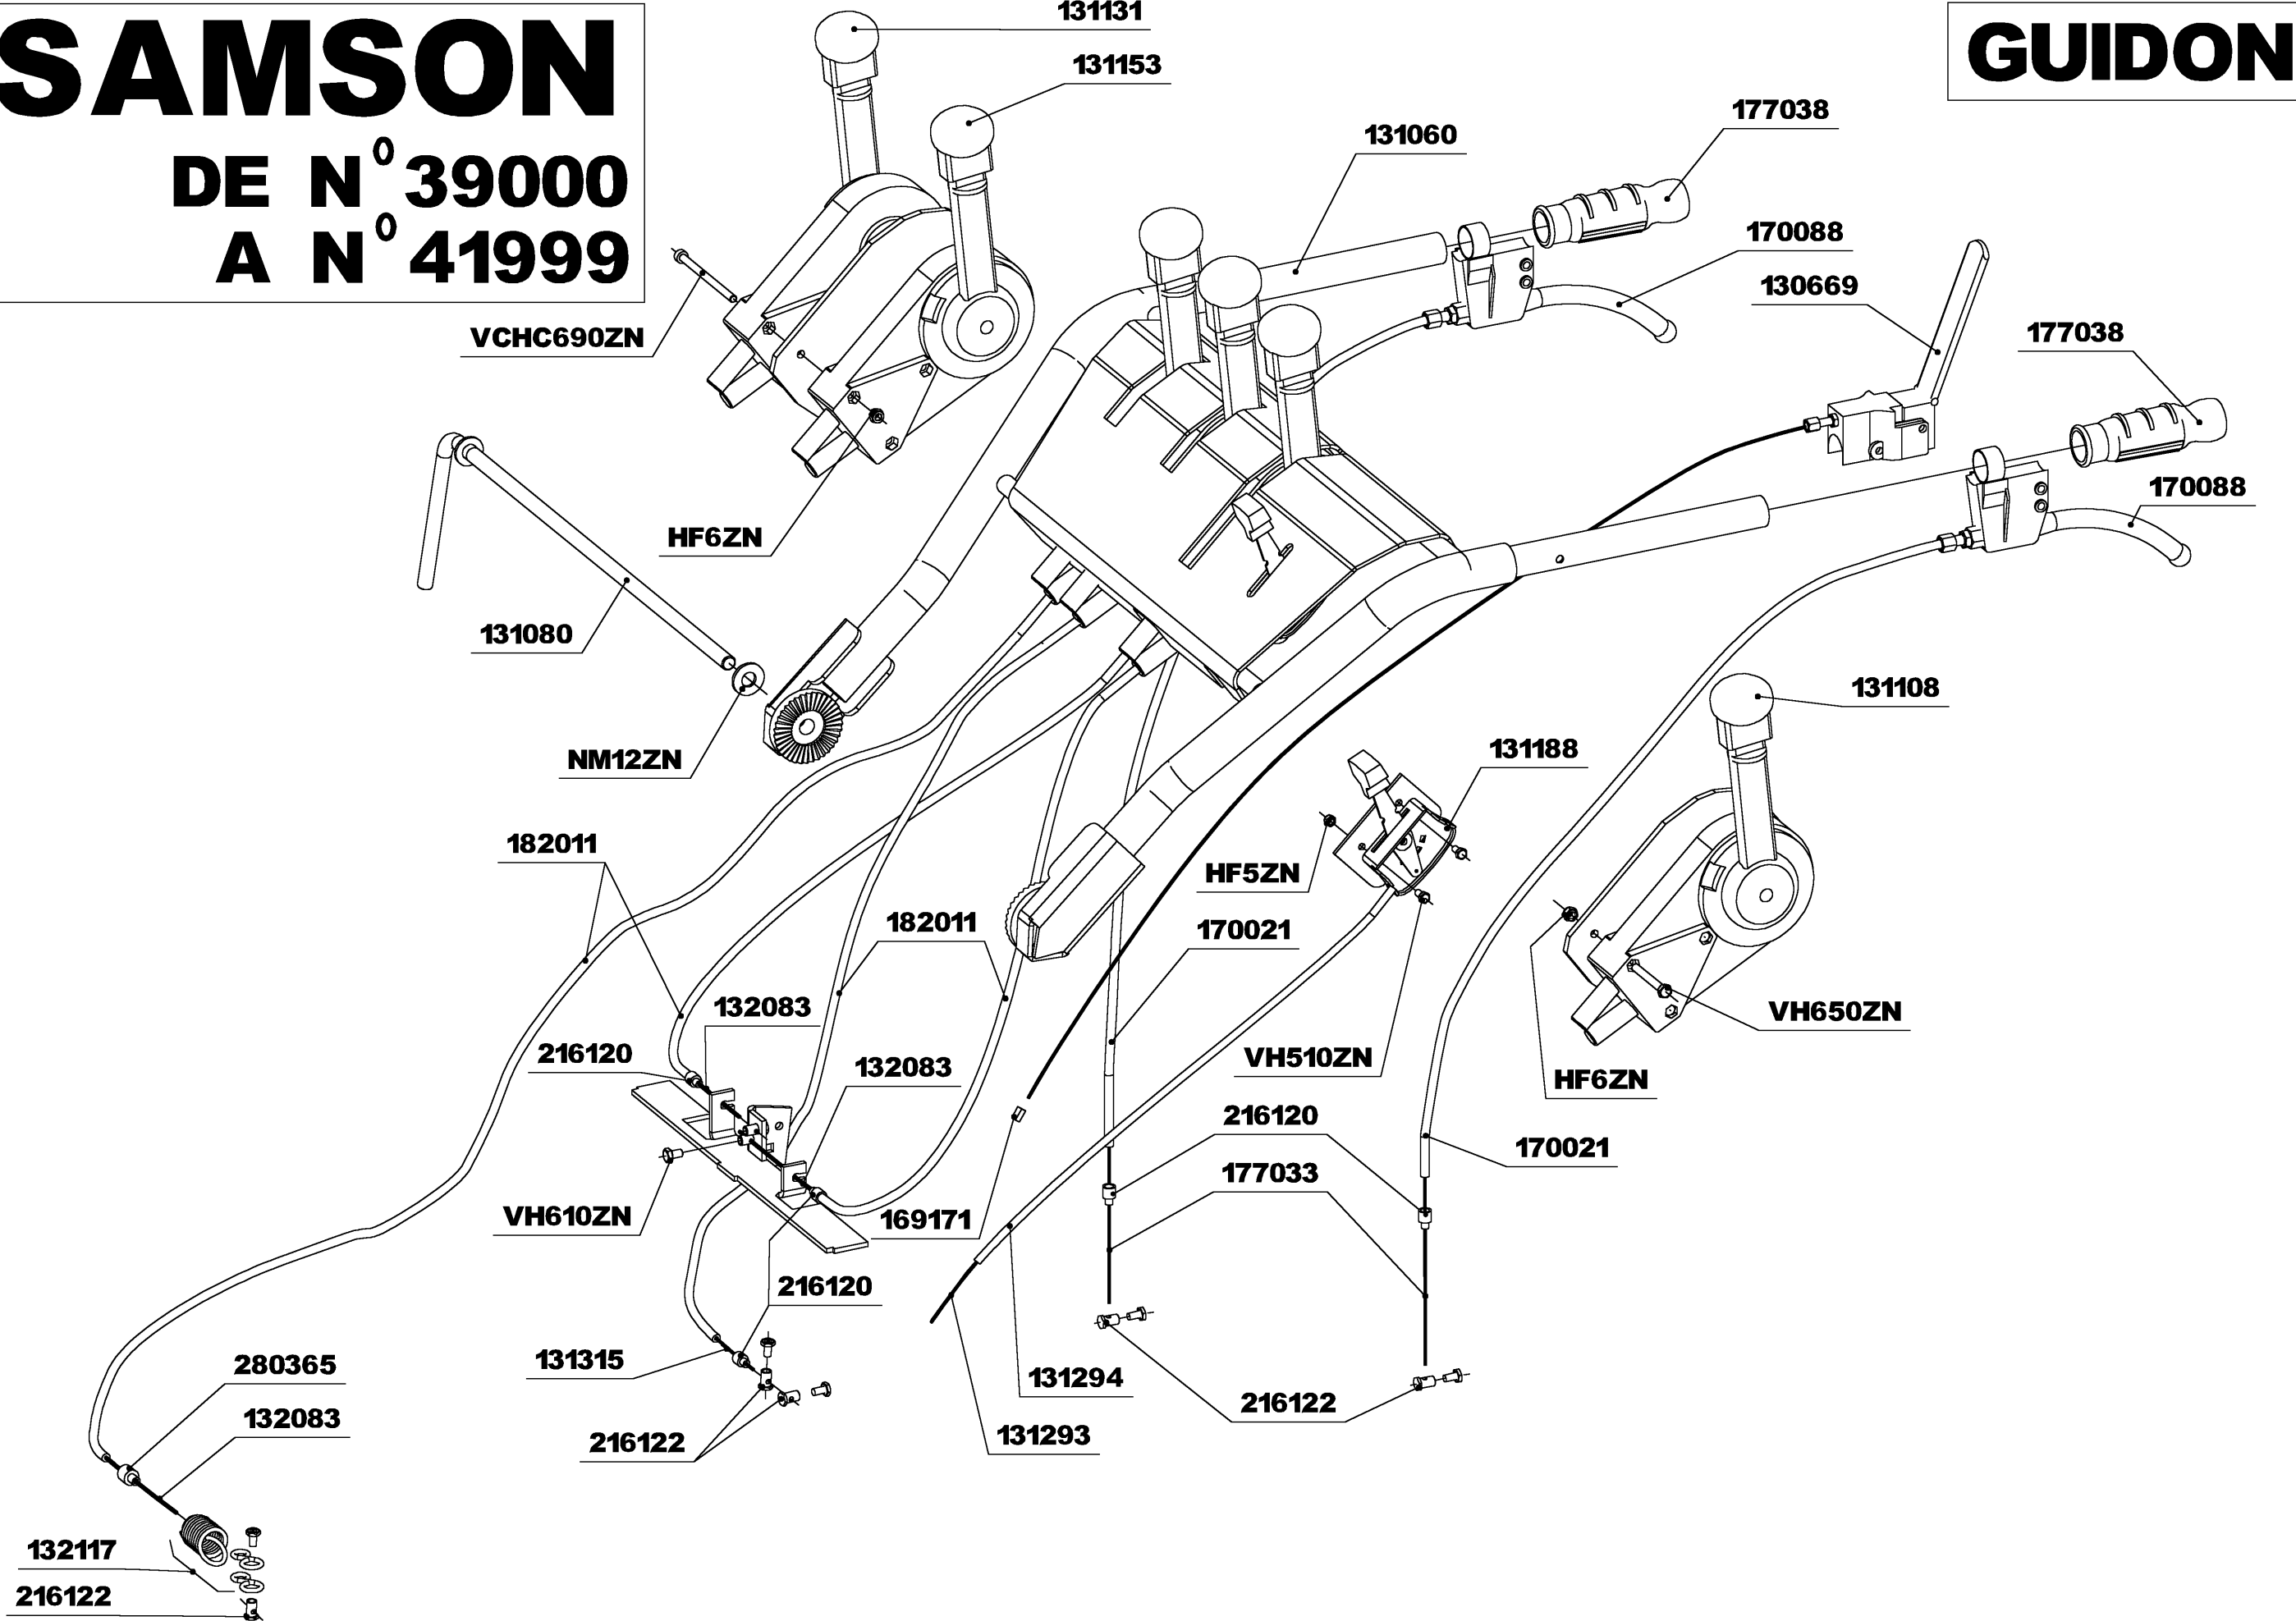 SAMSON
DE N°39000
A N°41999
GUIDON
131131
131153
177038
131060
170088
130669
VCHC690ZN
177038
170088
HF6ZN
131080
131108
131188
NM12ZN
182011
HF5ZN
182011
170021
132083
VH650ZN
216120
VH510ZN
132083
HF6ZN
216120
170021
177033
VH610ZN
169171
216120
131315
280365
131294
216122
132083
131293
216122
132117
216122